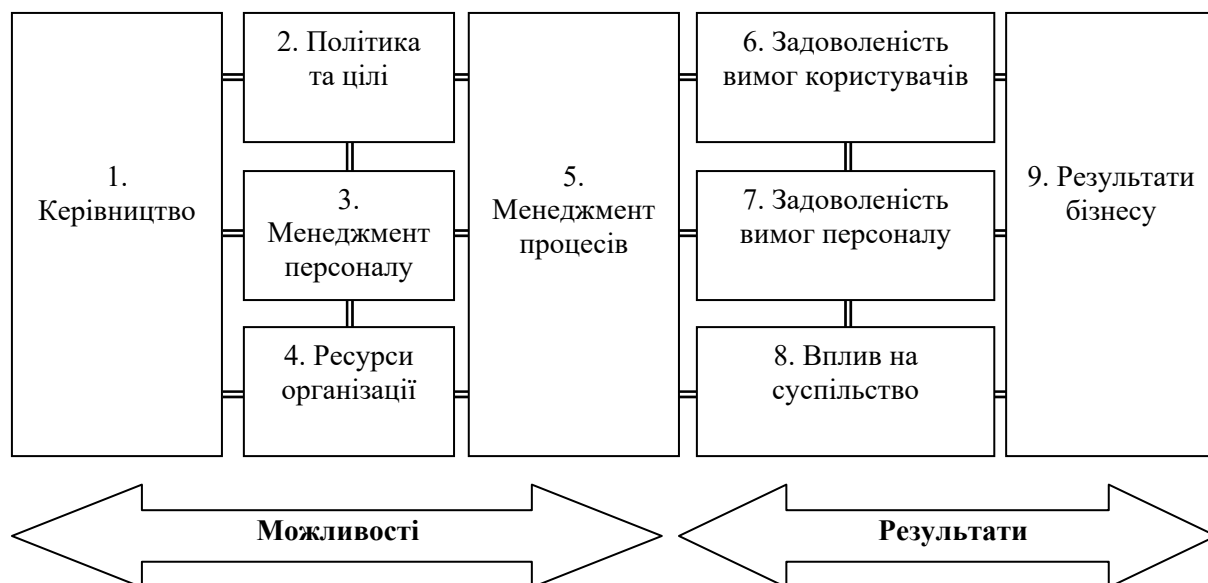 1.
Керівництво
2. Політика
та цілі
3.
Менеджмент
персоналу
4. Ресурси
організації
5.
Менеджмент
процесів
6. Задоволеність
вимог користувачів
7. Задоволеність
вимог персоналу
8. Вплив на
суспільство
9. Результати
бізнесу
Можливості
Результати